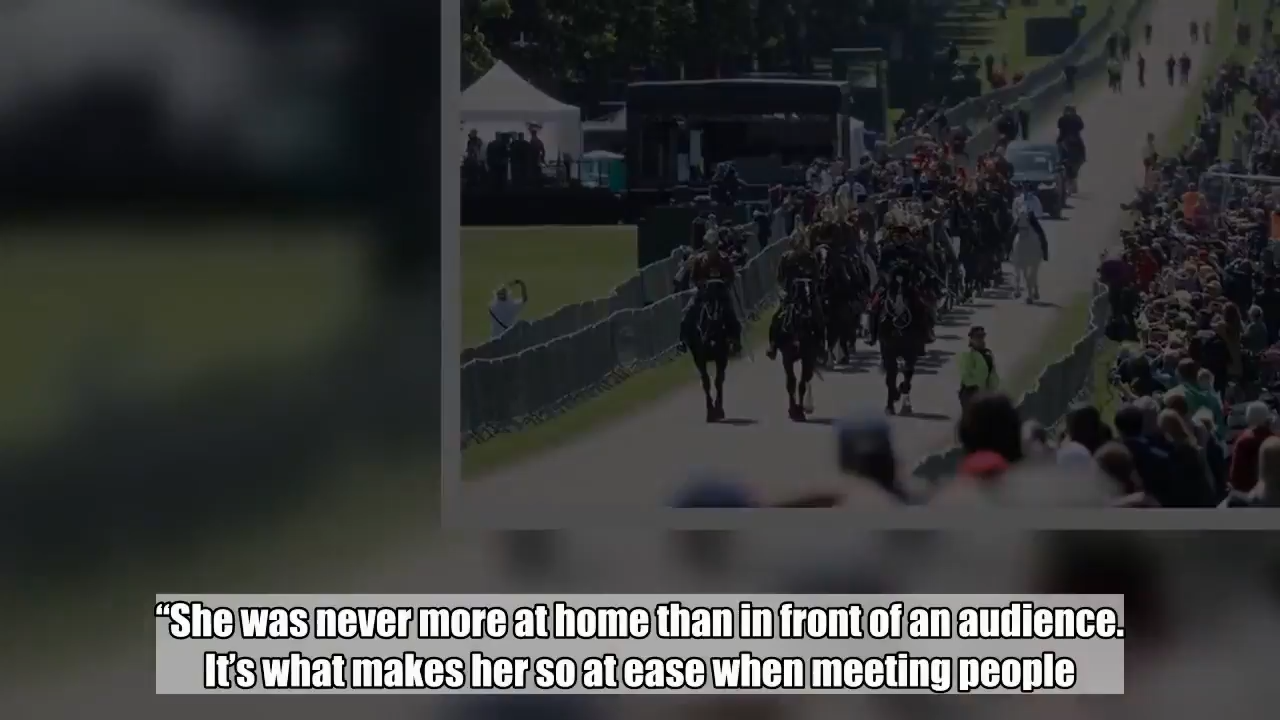 “She was never more at home than in front of an audience.
It’s what makes her so at ease when meeting people